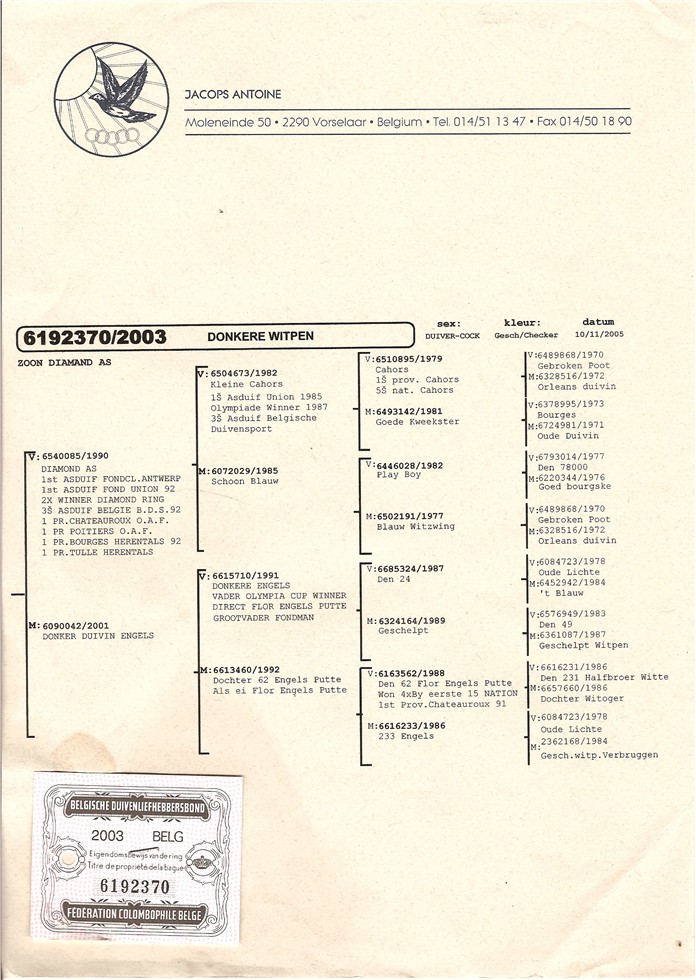 JACOPS ANTOINE
Moleneinde 50 • 2290 Vorselaar • Belgium • Tel. 014/51 13 47 • Fax 014/50 18 90
6192370/2003 DONKERE WITPEN
sex: kleur: datum
DUIVER-COCK Gesch/Checker 10/11/2005
ZOON DIAMAND AS
V:6540085/1990
DIAMOND AS
1st ASDUIF FONDCL.ANTWERP
1st ASDUIF FOND UNION 92
2X WINNER DIAMOND RING
3Š ASDUIF BELGIE B.D.S.92
1 PR.CHATEAUROUX O.A.F.
1 PR POITIERS O.A.F.
1 PR.BOURGES HERENTALS 92
1 PR.TULLE HERENTALS
M:6090042/2001
DONKER DUIVIN ENGELS
V:6504673/1982
Kleine Cahors
1Š Asduif Union 1985
Olympiade Winner 1987
3Š Asduif Belgische
Duivensport
M:6072029/1985
Schoon Blauw
V:6615710/1991
DONKERE ENGELS
VADER OLYMPIA CUP WINNER
DIRECT FLOR ENGELS PUTTE
GROOTVADER FONDMAN
M:6613460/1992
Dochter 62 Engels Putte
Als ei Flor Engels Putte
V:6510895/1979
Cahors
1Š prov. Cahors
5Š nat. Cahors
M:6493142/1981
Goede Kweekster
V:6446028/1982
Play Boy
M:6502191/1977
Blauw Witzwing
V:6685324/1987
Den 24
M:6324164/1989
Geschelpt
V:6163562/1988
Den 62 Flor Engels Putte
Won 4xBy eerste 15 NATION
1st Prov.Chateauroux 91
M:6616233/1986
233 Engels
V:6489868/1970
Gebroken Poot
M:6328516/1972
Orleans duivin
V:6378995/1973
Bourges
M:6724981/1971
Oude Duivin
V:6793014/1977
Den 78000
M:6220344/1976
Goed bourgske
V:6489868/1970
Gebroken Poot
M:6328516/1972
Orleans duivin
V:6084723/1978
Oude Lichte
M:6452942/1984
't Blauw
V:6576949/1983
Den 49
M:6361087/1987
Geschelpt Witpen
V:6616231/1986
Den 231 Halfbroer Witte
M:6657660/1986
Dochter Witoger
V:6084723/1978
Oude Lichte
M:2362168/1984
Gesch.witp.Verbruggen
BELGISCHE DUIVENLIEFHEBBERSBOND
2003 BELG
Eigendomsbewijs van de ring
Titre de propriété de la bague
6192370
FÉDÉRATION COLOMBOPHILE BELGE